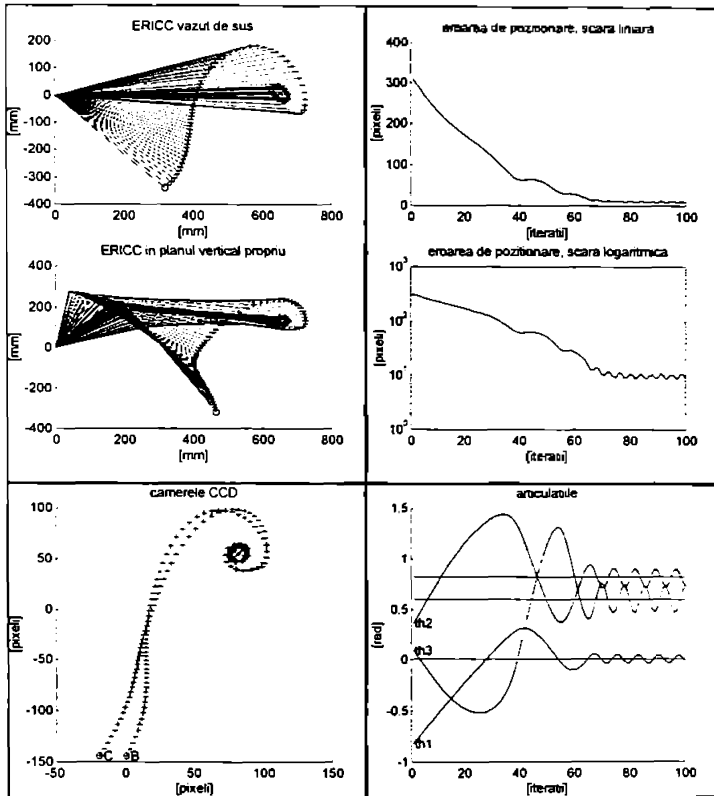 ERICC vazut de sus
200
100
0
-100
-200
-300
-400
[mm]
0 200 400 600 800
[mm]
eroarea de pozitionare, scara liniara
400
300
200
100
0
[pixeli]
0 20 40 60 80 100
[iteratii]
ERICC in planul vertical propriu
400
200
0
-200
-400
[mm]
0 200 400 600 800
[mm]
eroarea de pozitionare, scara logaritmica
[pixeli]
0 20 40 60 80 100
[iteratii]
camerele CCD
100
50
0
-50
-100
-150
[pixeli]
C B
-50 0 50 100 150
[pixeli]
articulatiile
1.5
1
0.5
0
-0.5
-1
[rad]
th2
th3
th1
0 20 40 60 80 100
[iteratii]